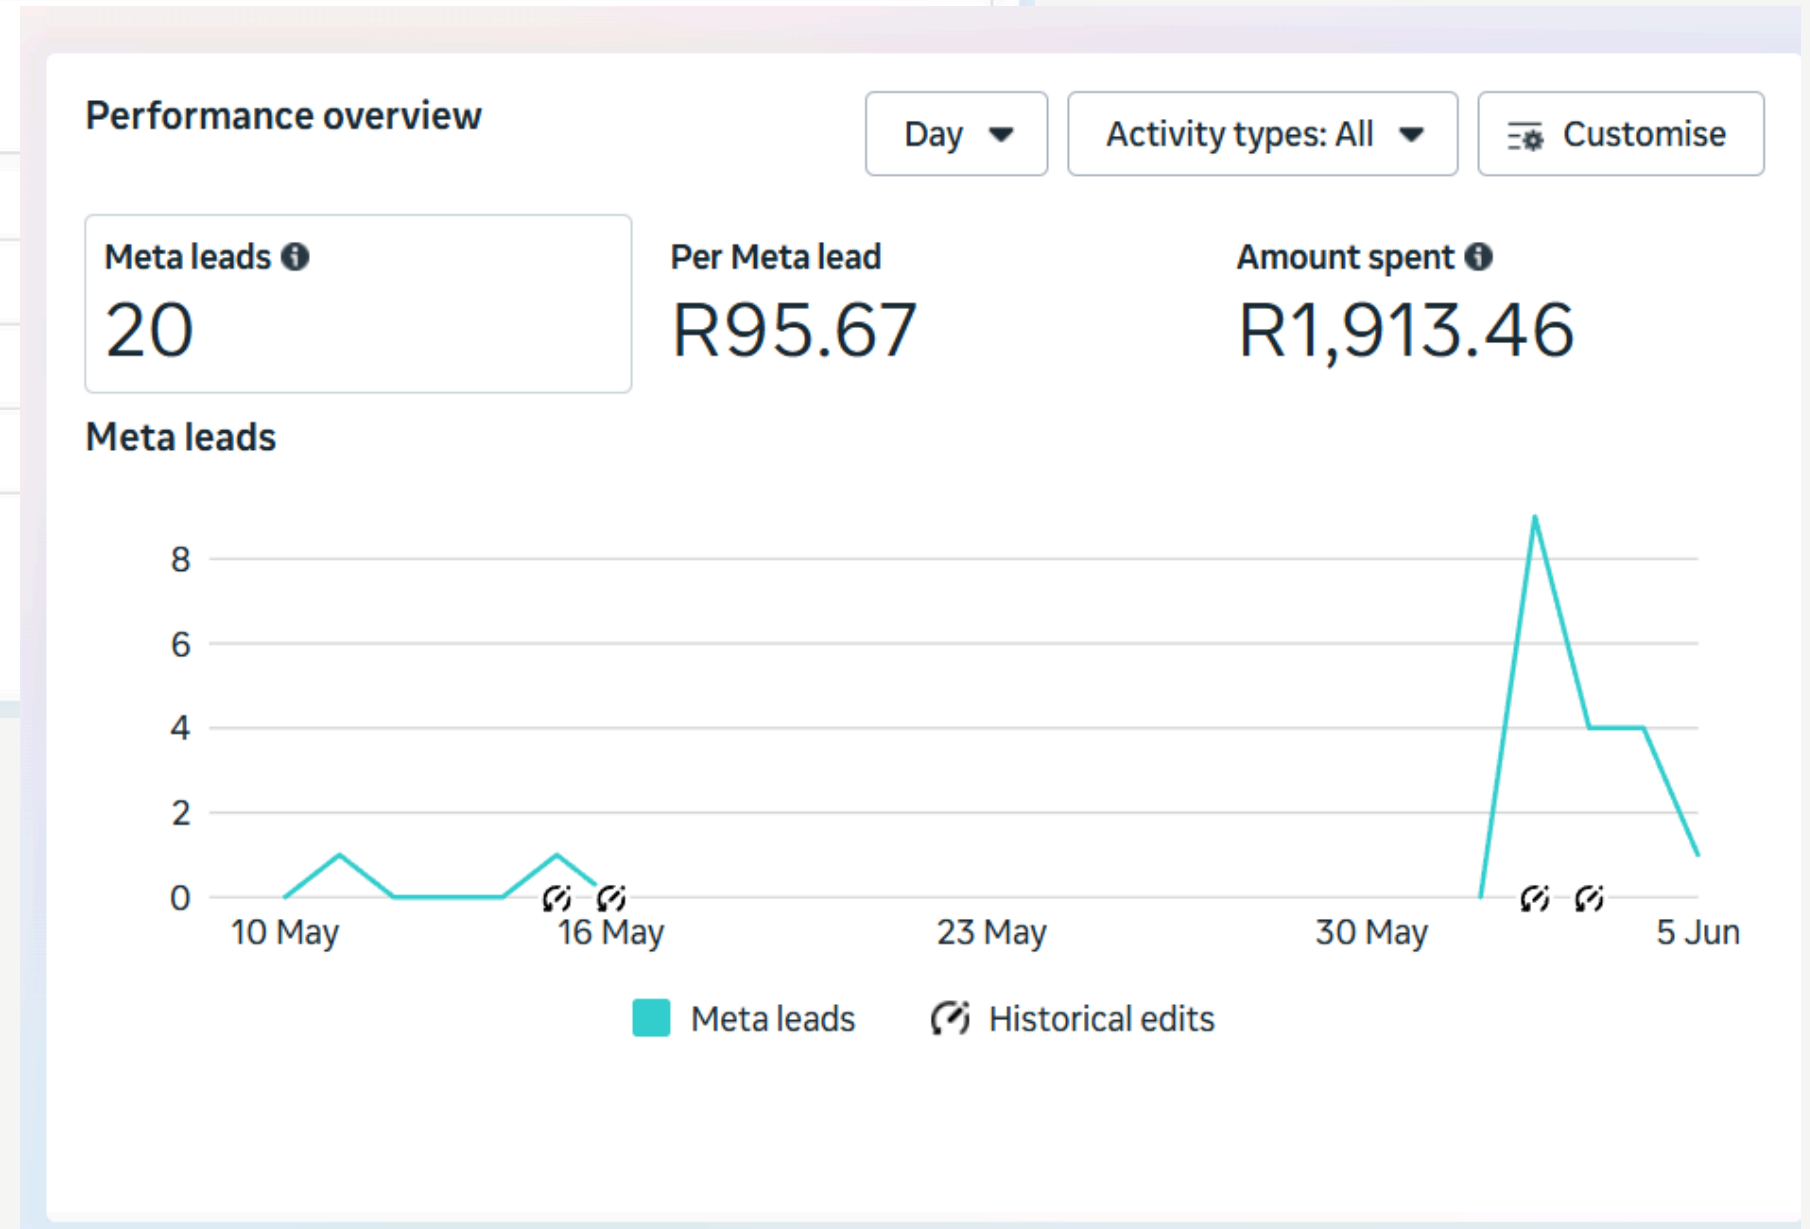 Performance overview
Day
Activity types: All
Customise
Meta leads
20
Per Meta lead
R95.67
Amount spent
R1,913.46
Meta leads
8
6
4
2
0
10 May
16 May
23 May
30 May
5 Jun
Meta leads
Historical edits